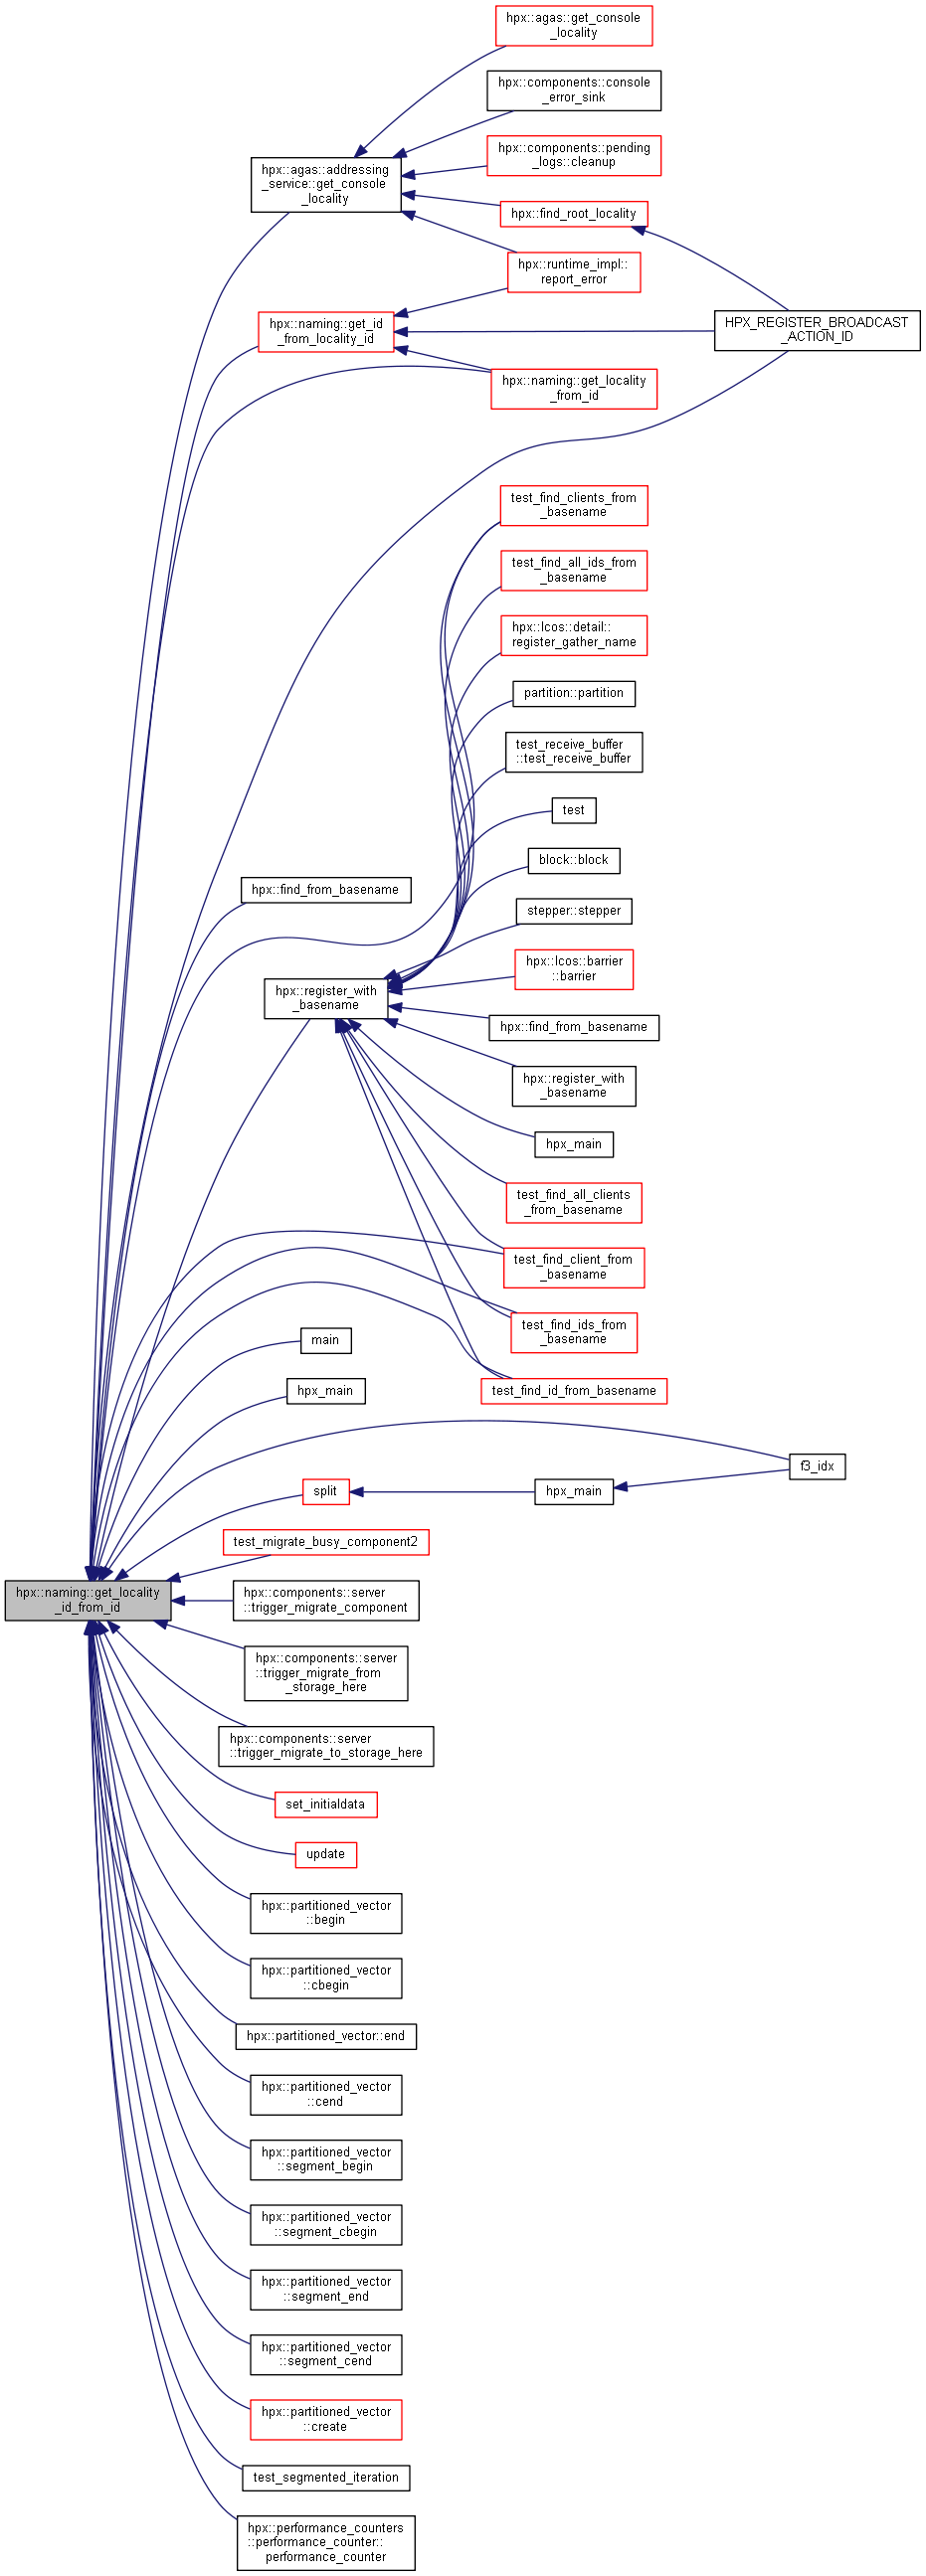 hpx::agas::get_console
_locality
hpx::components::console
_error_sink
hpx::components::pending
_logs::cleanup
hpx::agas::addressing
_service::get_console
_locality
hpx::find_root_locality
hpx::runtime_impl::
report_error
hpx::naming::get_id
_from_locality_id
HPX_REGISTER_BROADCAST
_ACTION_ID
hpx::naming::get_locality
_from_id
test_find_clients_from
_basename
test_find_all_ids_from
_basename
hpx::lcos::detail::
register_gather_name
partition::partition
test_receive_buffer
::test_receive_buffer
test
block::block
hpx::find_from_basename
stepper::stepper
hpx::lcos::barrier
::barrier
hpx::register_with
_basename
hpx::find_from_basename
hpx::register_with
_basename
hpx_main
test_find_all_clients
_from_basename
test_find_client_from
_basename
test_find_ids_from
_basename
main
hpx_main
test_find_id_from_basename
f3_idx
split
hpx_main
test_migrate_busy_component2
hpx::naming::get_locality
_id_from_id
hpx::components::server
::trigger_migrate_component
hpx::components::server
::trigger_migrate_from
_storage_here
hpx::components::server
::trigger_migrate_to_storage_here
set_initialdata
update
hpx::partitioned_vector
::begin
hpx::partitioned_vector
::cbegin
hpx::partitioned_vector::end
hpx::partitioned_vector
::cend
hpx::partitioned_vector
::segment_begin
hpx::partitioned_vector
::segment_cbegin
hpx::partitioned_vector
::segment_end
hpx::partitioned_vector
::segment_cend
hpx::partitioned_vector
::create
test_segmented_iteration
hpx::performance_counters
::performance_counter::
performance_counter